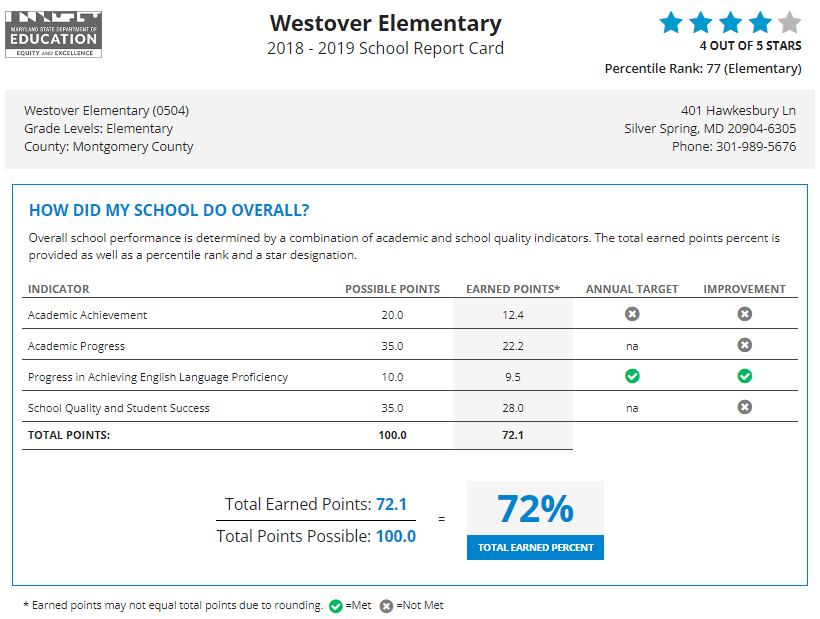 MARYLAND STATE DEPARTMENT OF
EDUCATION
EQUITY AND EXCELLENCE
Westover Elementary
2018 - 2019 School Report Card
4 OUT OF 5 STARS
Percentile Rank: 77 (Elementary)
Westover Elementary (0504)
Grade Levels: Elementary
County: Montgomery County
401 Hawkesbury Ln
Silver Spring, MD 20904-6305
Phone: 301-989-5676
HOW DID MY SCHOOL DO OVERALL?
Overall school performance is determined by a combination of academic and school quality indicators. The total earned points percent is
provided as well as a percentile rank and a star designation.
INDICATOR POSSIBLE POINTS EARNED POINTS* ANNUAL TARGET IMPROVEMENT
Academic Achievement 20.0 12.4
Academic Progress 35.0 22.2 na
Progress in Achieving English Language Proficiency 10.0 9.5
School Quality and Student Success 35.0 28.0 na
TOTAL POINTS: 100.0 72.1
Total Earned Points: 72.1
Total Points Possible: 100.0
=
72%
TOTAL EARNED PERCENT
* Earned points may not equal total points due to rounding. =Met =Not Met